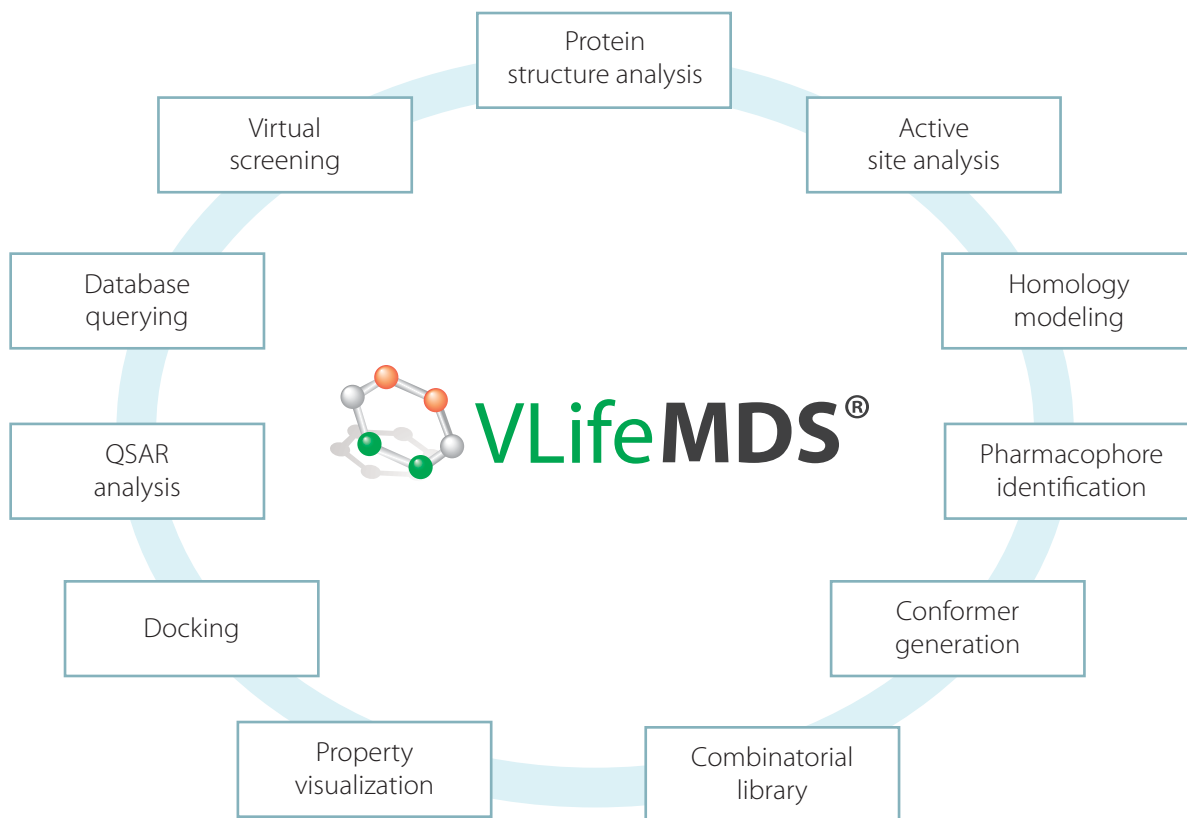 Protein
structure analysis
Active
site analysis
Homology
modeling
Pharmacophore
identification
Conformer
generation
Combinatorial
library
Property
visualization
Docking
QSAR
analysis
Database
querying
Virtual
screening
VLifeMDS®